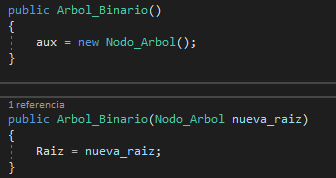 public Arbol_Binario()
{
    aux = new Nodo_Arbol();
}
1 referencia
public Arbol_Binario(Nodo_Arbol nueva_raiz)
{
    Raiz = nueva_raiz;
}